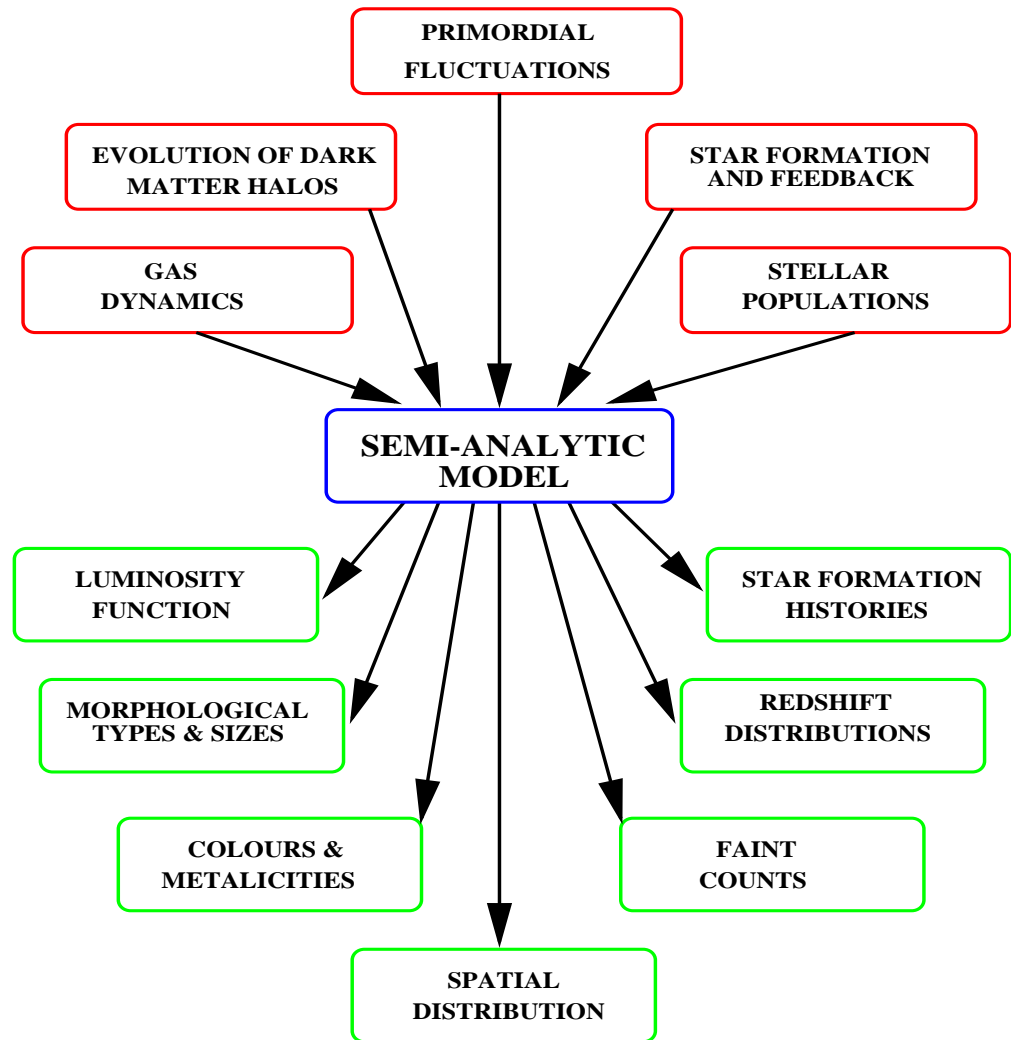 PRIMORDIAL
FLUCTUATIONS
EVOLUTION OF DARK
MATTER HALOS
STAR FORMATION
AND FEEDBACK
GAS
DYNAMICS
STELLAR
POPULATIONS
SEMI-ANALYTIC
MODEL
LUMINOSITY
FUNCTION
STAR FORMATION
HISTORIES
MORPHOLOGICAL
TYPES & SIZES
REDSHIFT
DISTRIBUTIONS
COLOURS &
METALICITIES
FAINT
COUNTS
SPATIAL
DISTRIBUTION